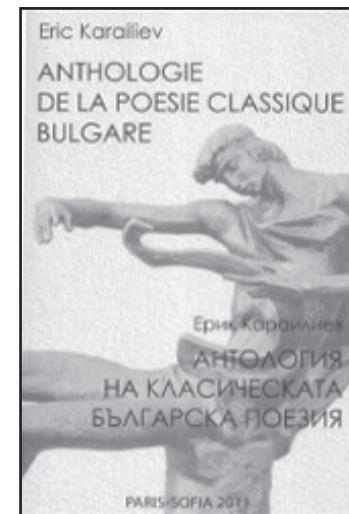 Eric Karailiev
ANTHOLOGIE
DE LA POESIE CLASSIQUE
BULGARE
Ерик Караилиев
АНТОЛОГИЯ
НА КЛАСИЧЕСКАТА
БЪЛГАРСКА ПОЕЗИЯ
PARIS-SOFIA 2011